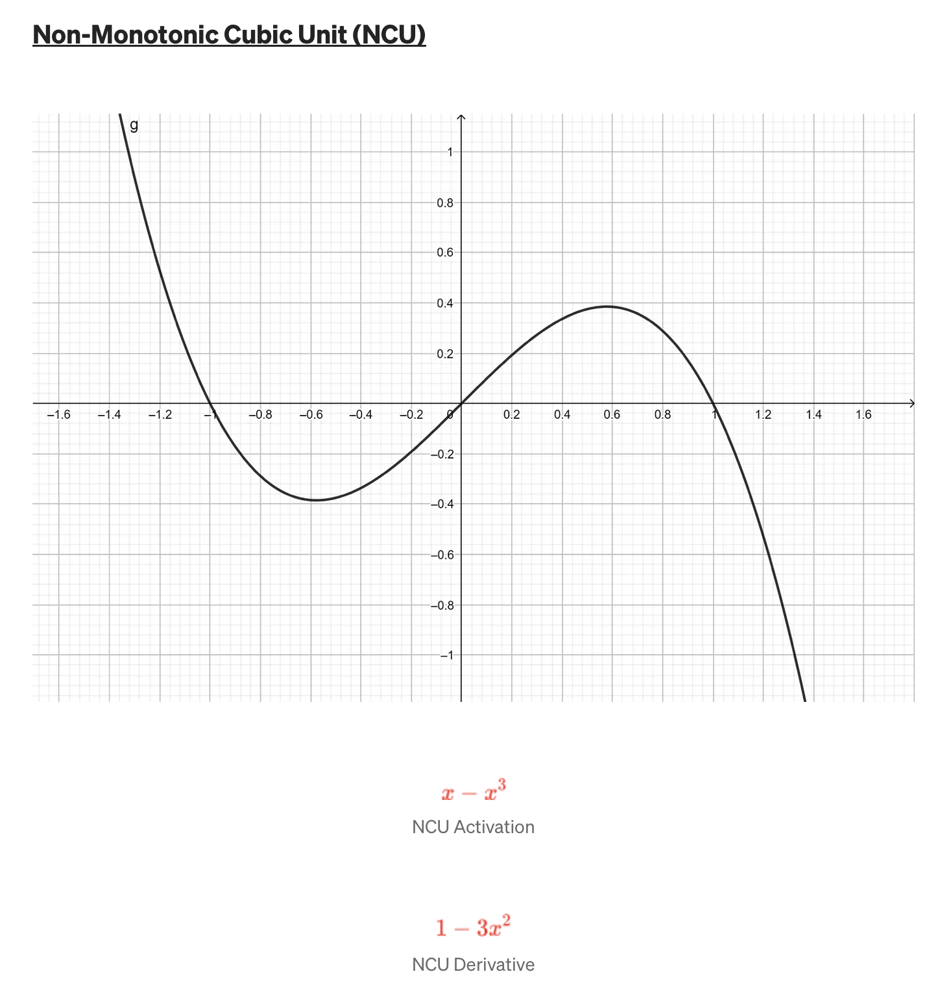 Non-Monotonic Cubic Unit (NCU)
g
1
0.8
0.6
0.4
0.2
–1.6 –1.4 –1.2 –1 –0.8 –0.6 –0.4 –0.2 0 0.2 0.4 0.6 0.8 1 1.2 1.4 1.6
–0.2
–0.4
–0.6
–0.8
–1
x − x³
NCU Activation
1 − 3x²
NCU Derivative